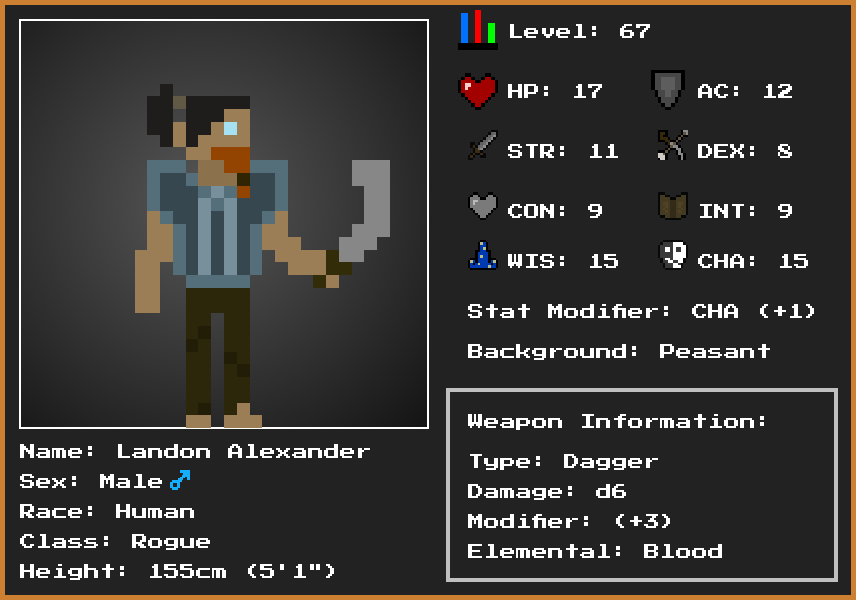 Level: 67
HP: 17
AC: 12
STR: 11
DEX: 8
CON: 9
INT: 9
WIS: 15
CHA: 15
Stat Modifier: CHA (+1)
Background: Peasant
Weapon Information:
Type: Dagger
Damage: d6
Modifier: (+3)
Elemental: Blood
Name: Landon Alexander
Sex: Male♂
Race: Human
Class: Rogue
Height: 155cm (5'1")